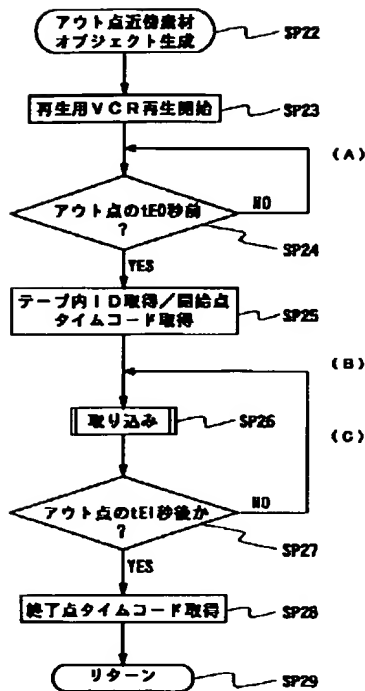 アウト点近傍素材
オブジェクト生成
SP22
再生用VCR再生開始
SP23
(A)
アウト点のtE0秒前
?
NO
SP24
YES
テープ内ID取得/開始点
タイムコード取得
SP25
(B)
取り込み
SP26
(C)
アウト点のtE1秒後か
?
NO
SP27
YES
終了点タイムコード取得
SP28
リターン
SP29